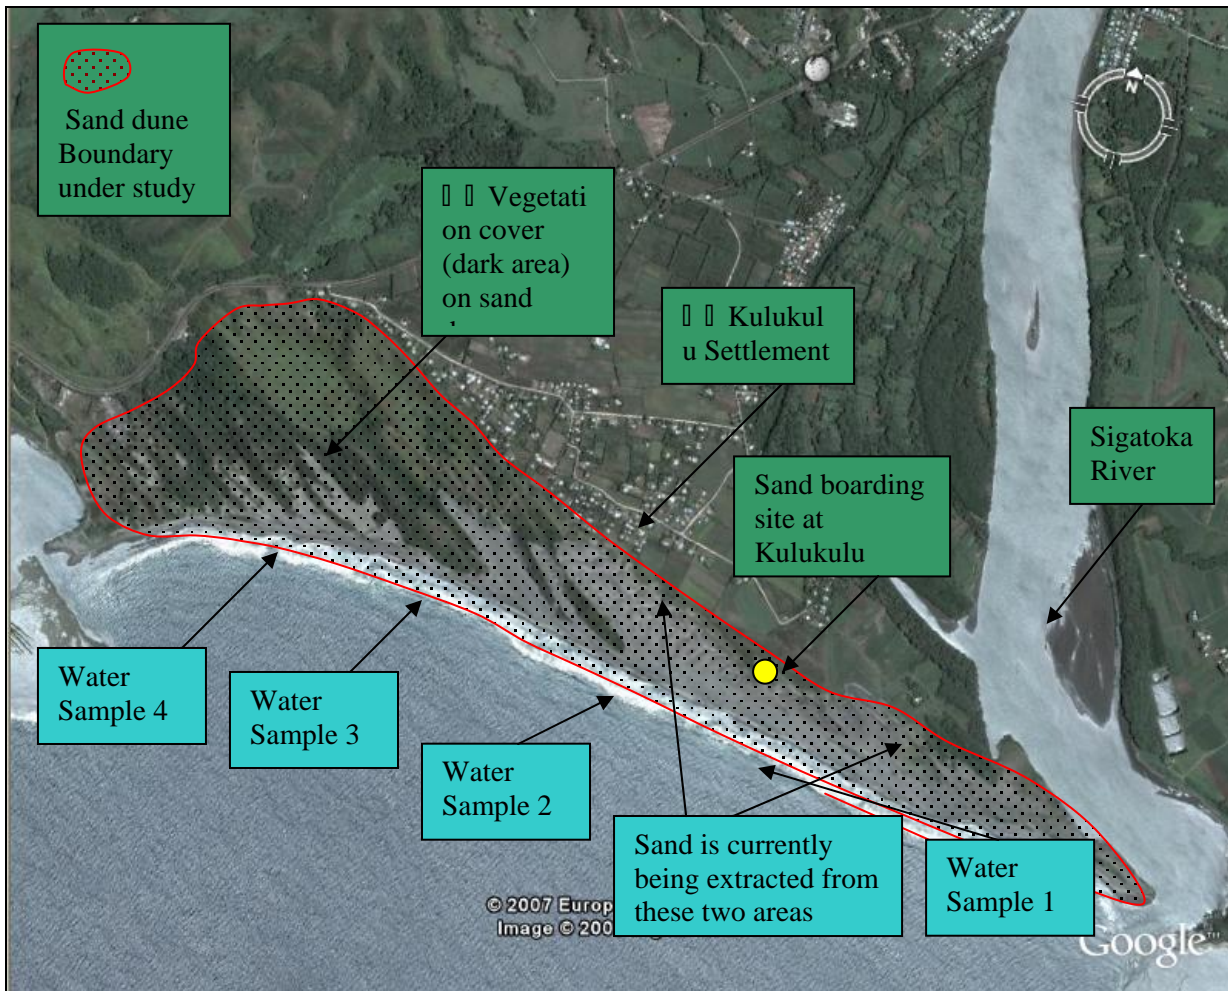 Sand dune
Boundary
under study
▯ ▯ Vegetati
on cover
(dark area)
on sand
▯ ▯ Kulukul
u Settlement
Sand boarding
site at
Kulukulu
Sigatoka
River
N
Water
Sample 4
Water
Sample 3
Water
Sample 2
Sand is currently
being extracted from
these two areas
Water
Sample 1
© 2007 Europ
Image © 200
Google™